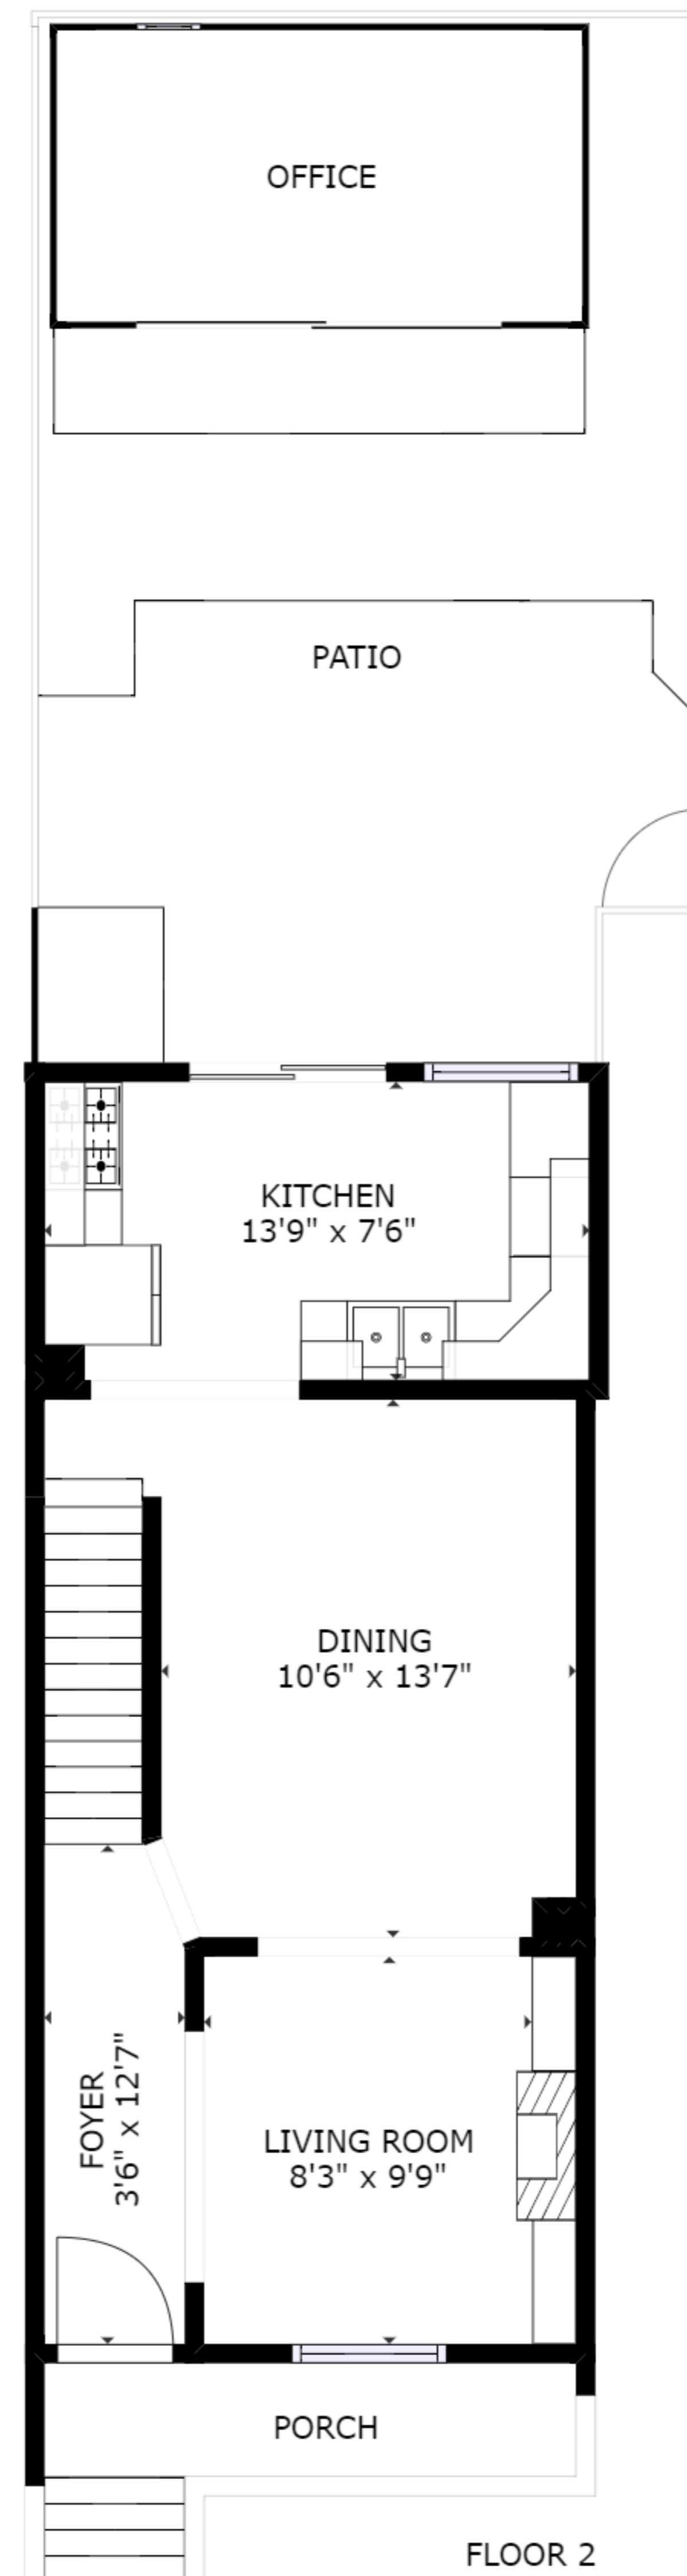 OFFICE
PATIO
KITCHEN
13'9" x 7'6"
DINING
10'6" x 13'7"
FOYER
3'6" x 12'7"
LIVING ROOM
8'3" x 9'9"
PORCH
FLOOR 2